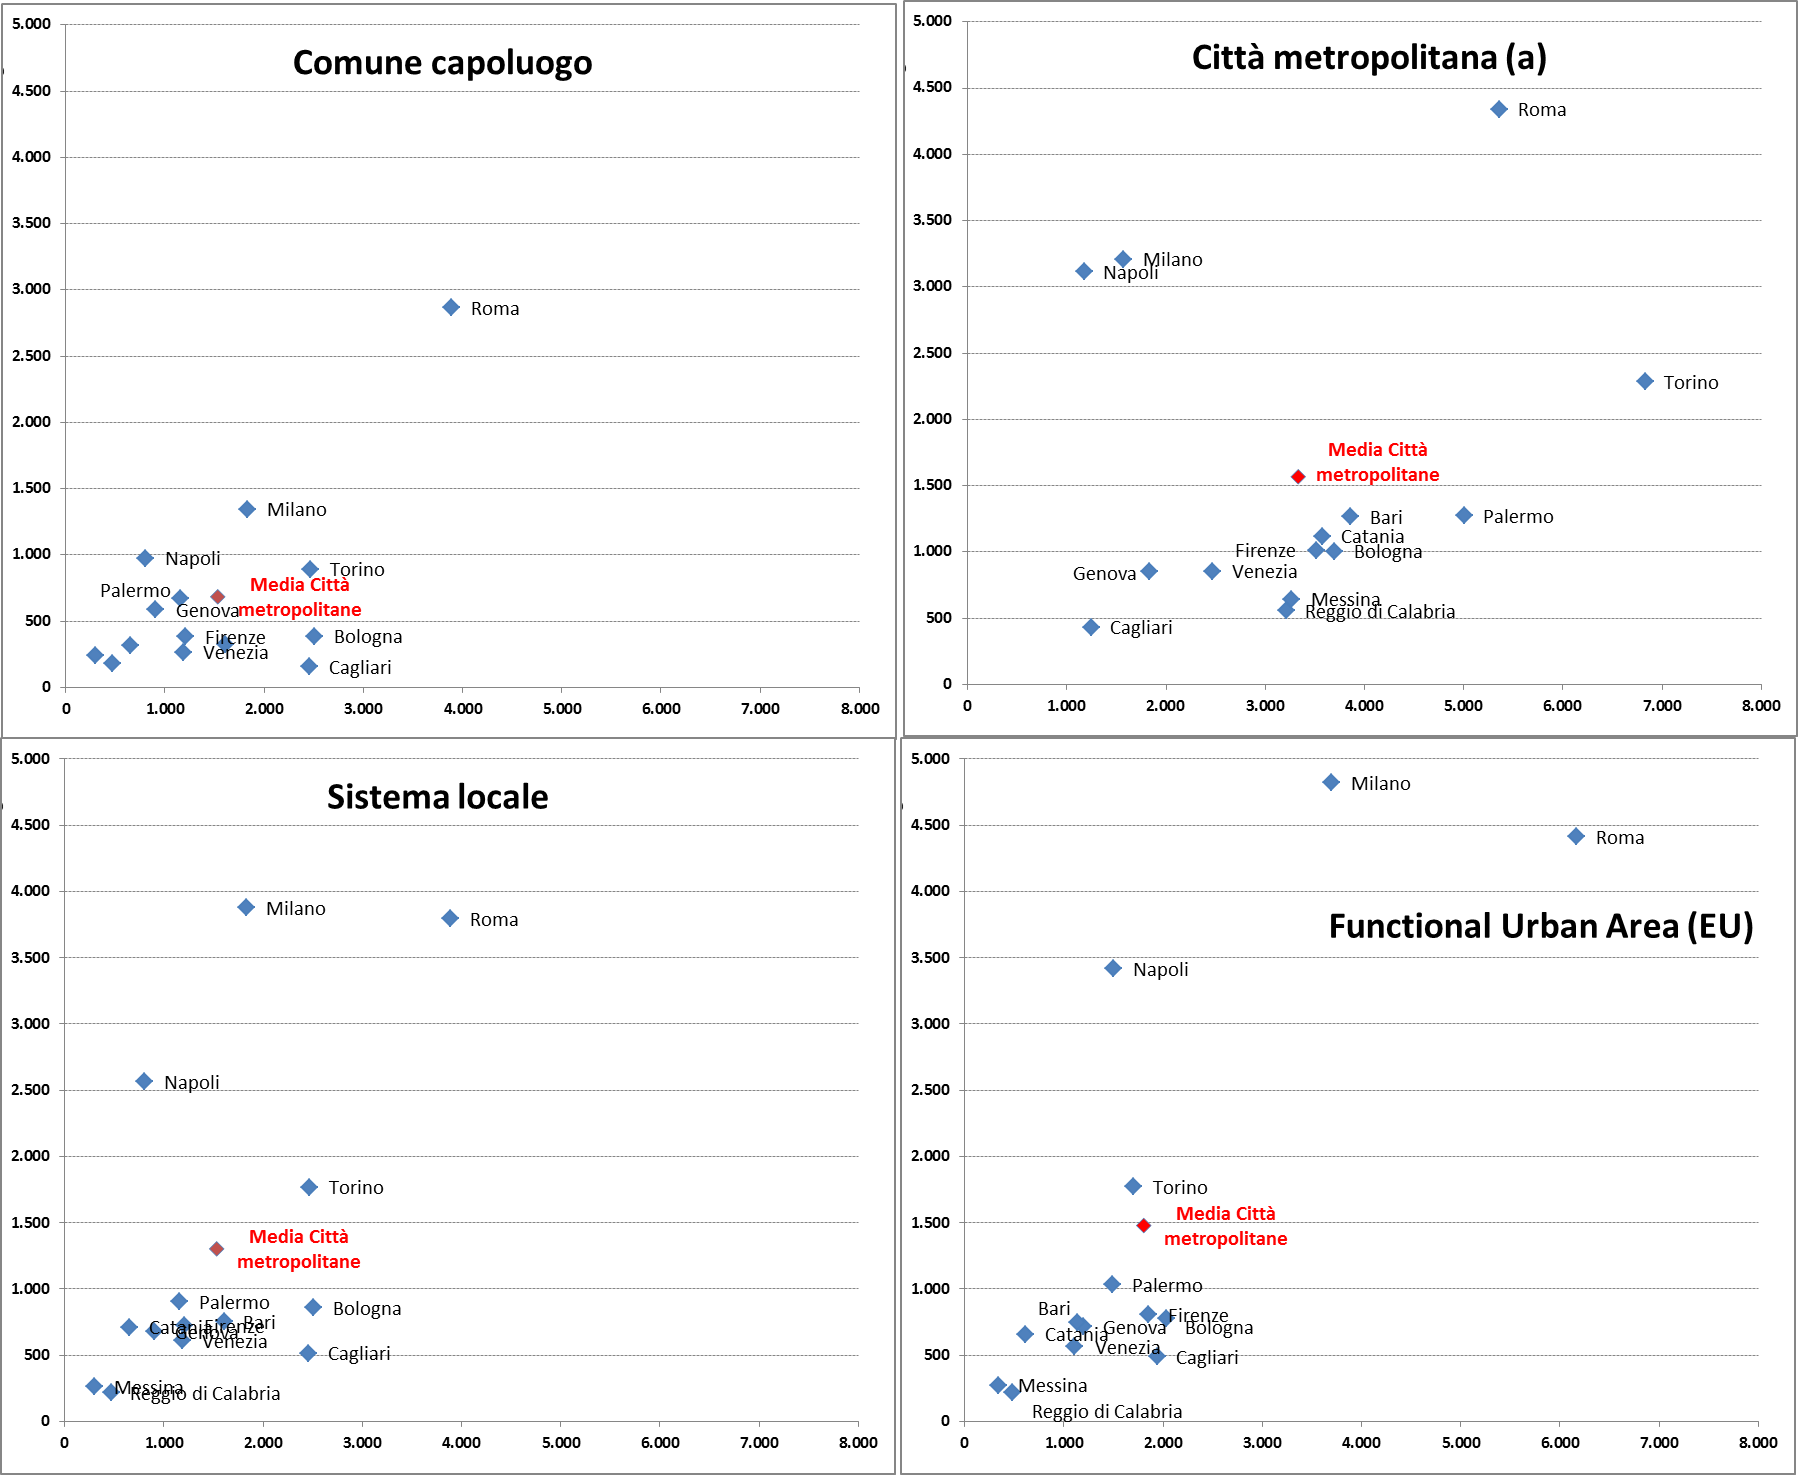 Comune capoluogo
5.000
4.500
4.000
3.500
3.000
2.500
2.000
1.500
1.000
500
0
Roma
Milano
Napoli
Torino
Palermo
Media Città
metropolitane
Genova
Firenze
Bologna
Venezia
Cagliari
0 1.000 2.000 3.000 4.000 5.000 6.000 7.000 8.000
Città metropolitana (a)
5.000
4.500
4.000
3.500
3.000
2.500
2.000
1.500
1.000
500
0
Roma
Milano
Napoli
Torino
Media Città
metropolitane
Bari
Palermo
Catania
Firenze
Bologna
Genova
Venezia
Messina
Reggio di Calabria
Cagliari
0 1.000 2.000 3.000 4.000 5.000 6.000 7.000 8.000
Sistema locale
5.000
4.500
4.000
3.500
3.000
2.500
2.000
1.500
1.000
500
0
Milano
Roma
Napoli
Torino
Media Città
metropolitane
Palermo
Bologna
Bari
Catania
Firenze
Genova
Venezia
Cagliari
Messina
Reggio di Calabria
0 1.000 2.000 3.000 4.000 5.000 6.000 7.000 8.000
Functional Urban Area (EU)
5.000
4.500
4.000
3.500
3.000
2.500
2.000
1.500
1.000
500
0
Milano
Roma
Napoli
Torino
Media Città
metropolitane
Palermo
Bari
Firenze
Genova
Bologna
Catania
Venezia
Cagliari
Messina
Reggio di Calabria
0 1.000 2.000 3.000 4.000 5.000 6.000 7.000 8.000